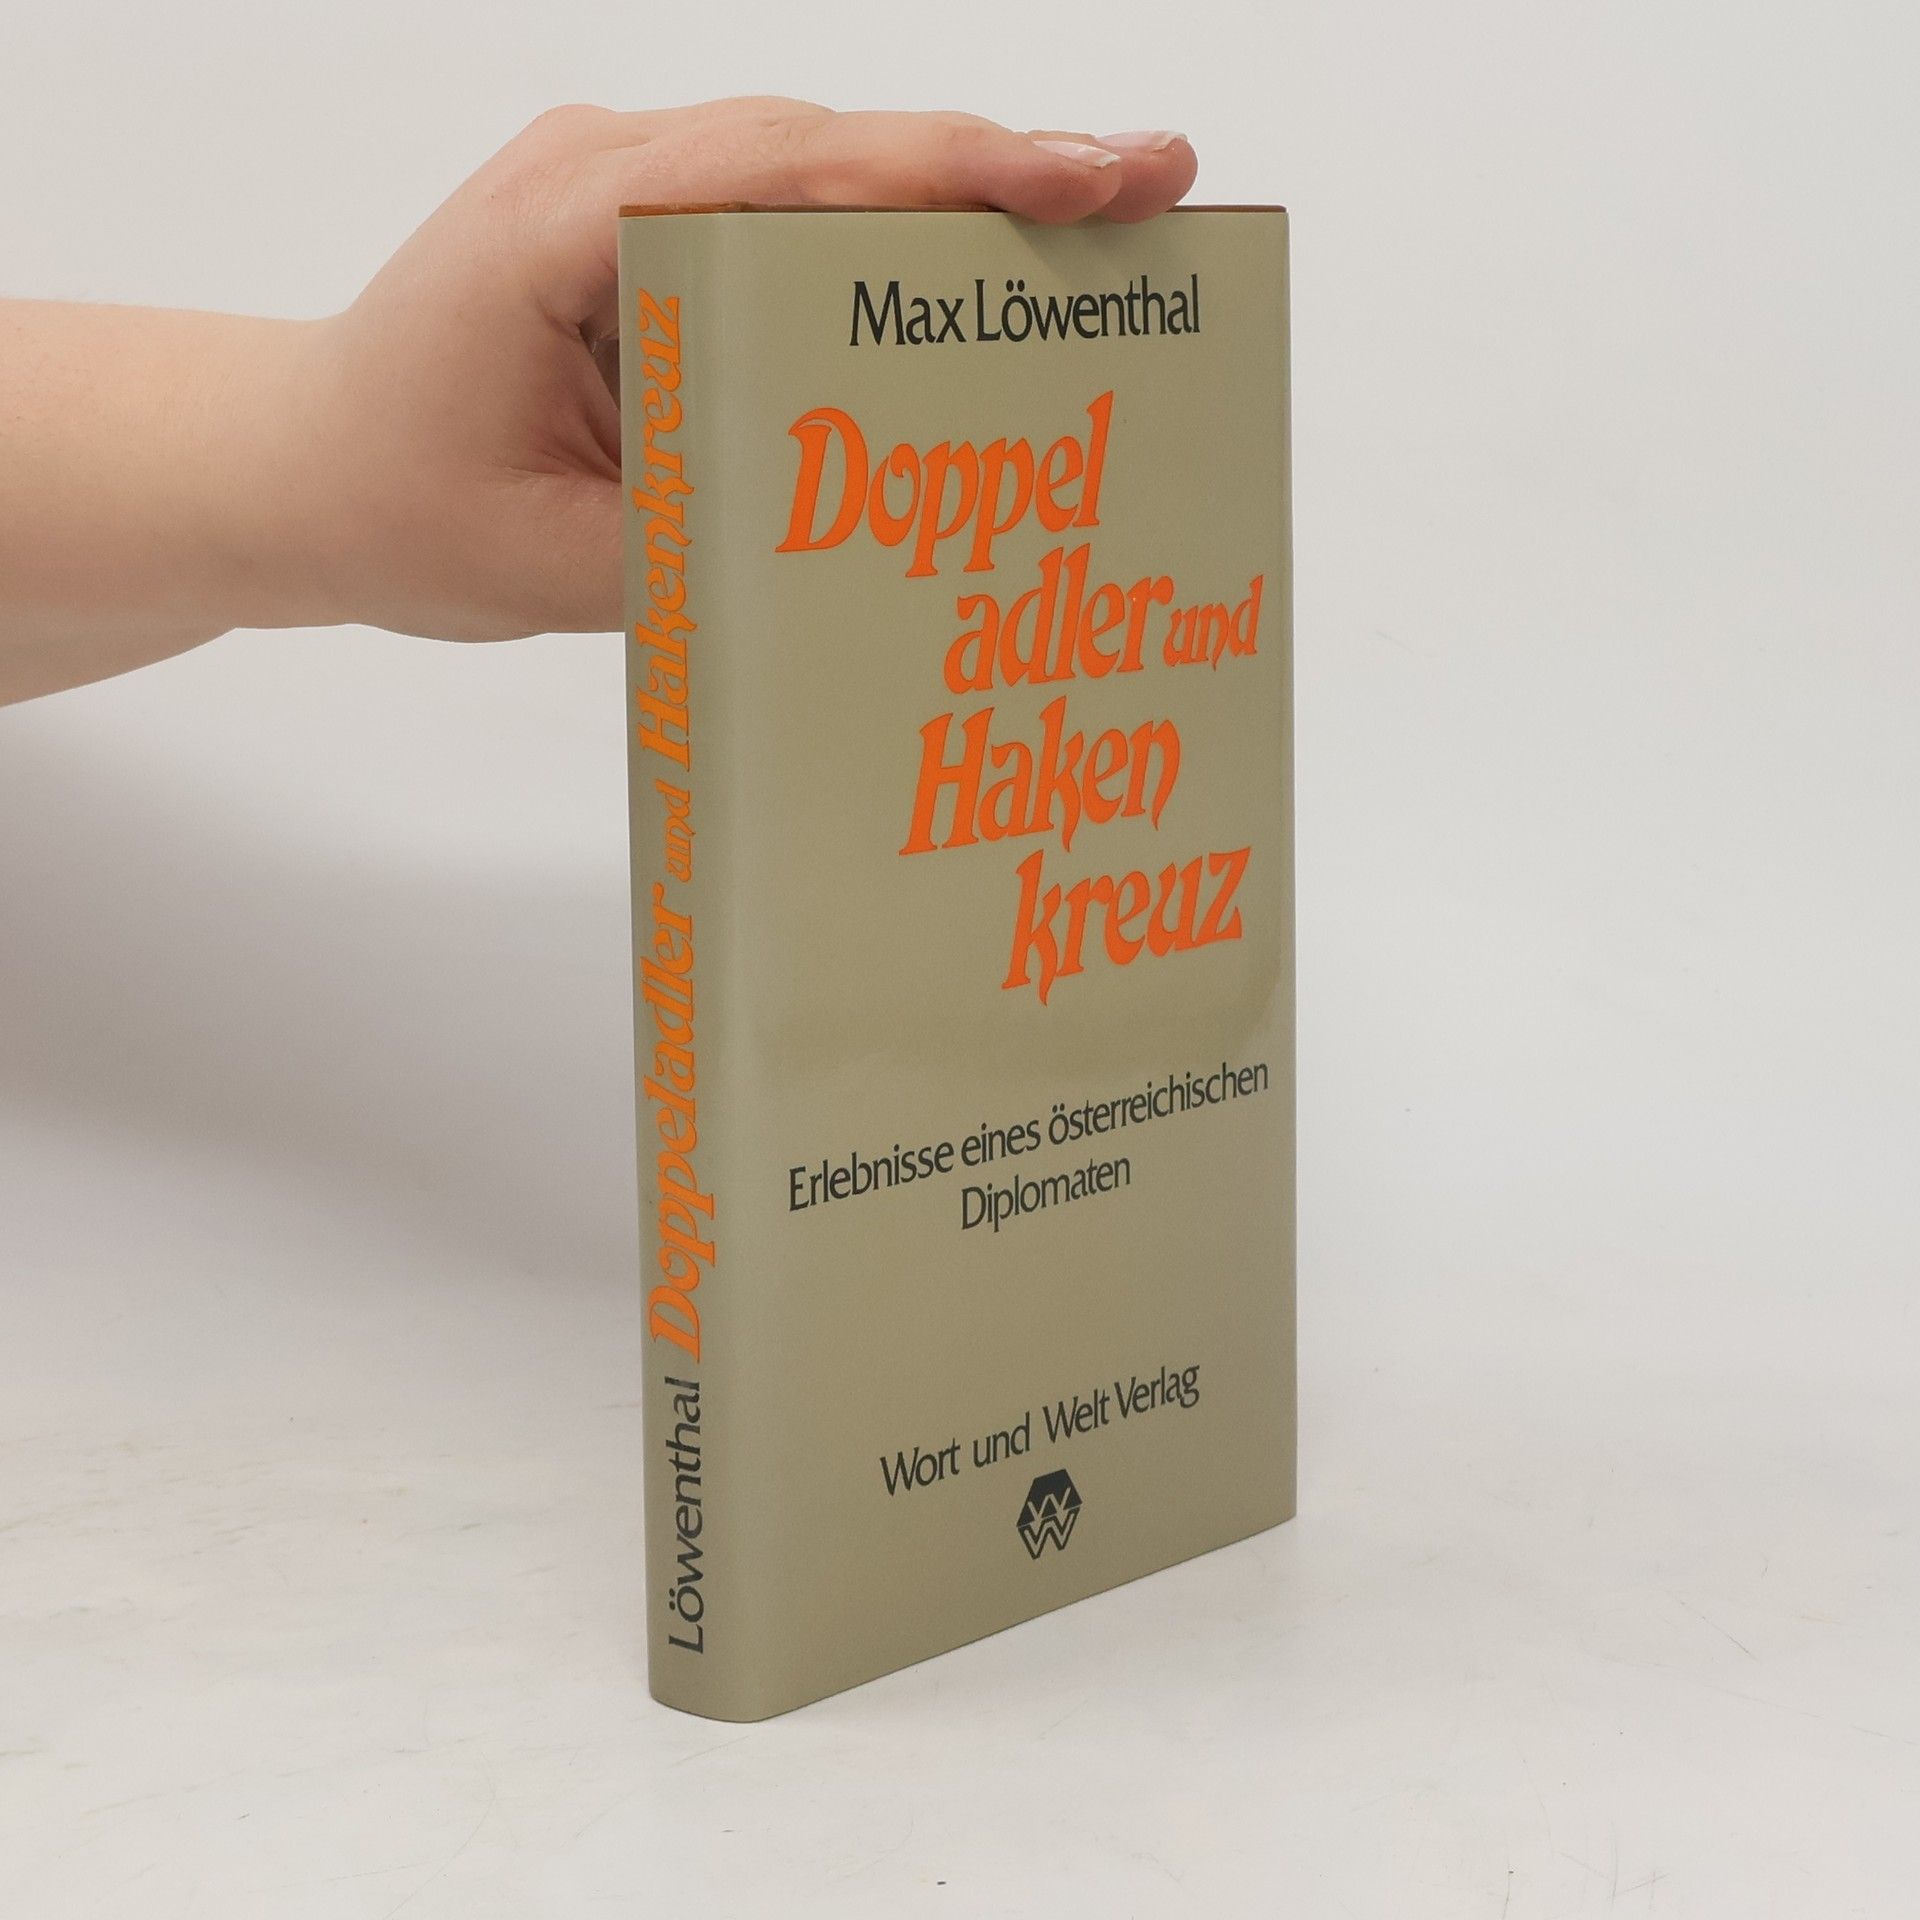 Max Löwenthal
Doppel
adler und
Haken
kreuz
Erlebnisse eines österreichischen
Diplomaten
Wort und Welt Verlag
WW
Löwenthal Doppeladler und Hakenkreuz